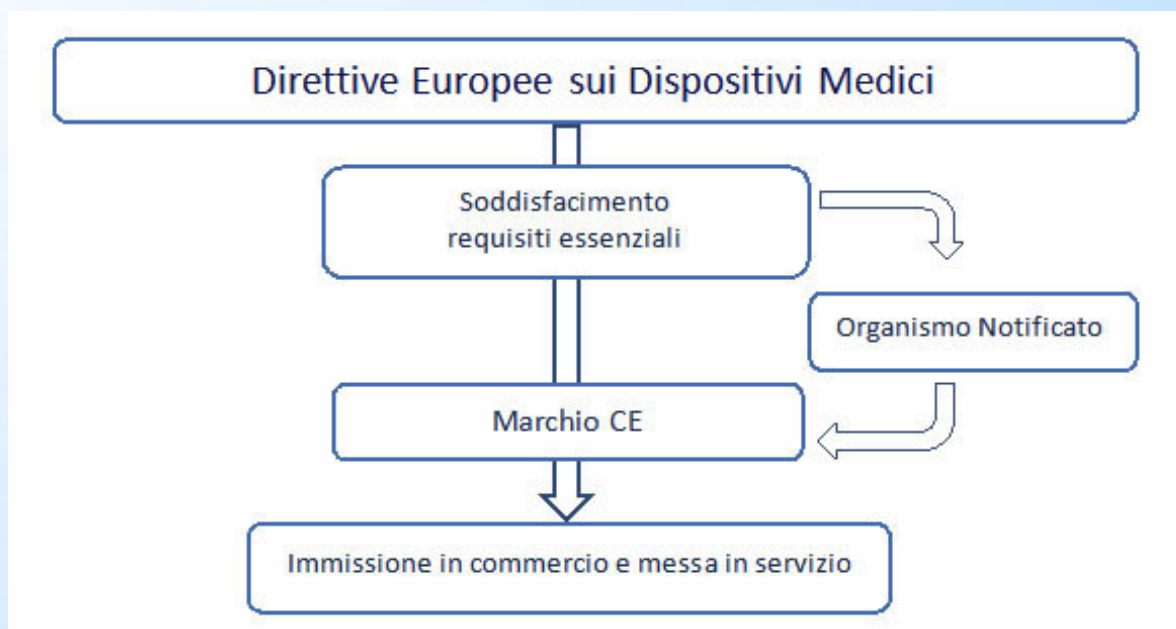 Direttive Europee sui Dispositivi Medici
Soddisfacimento
requisiti essenziali
Organismo Notificato
Marchio CE
Immissione in commercio e messa in servizio